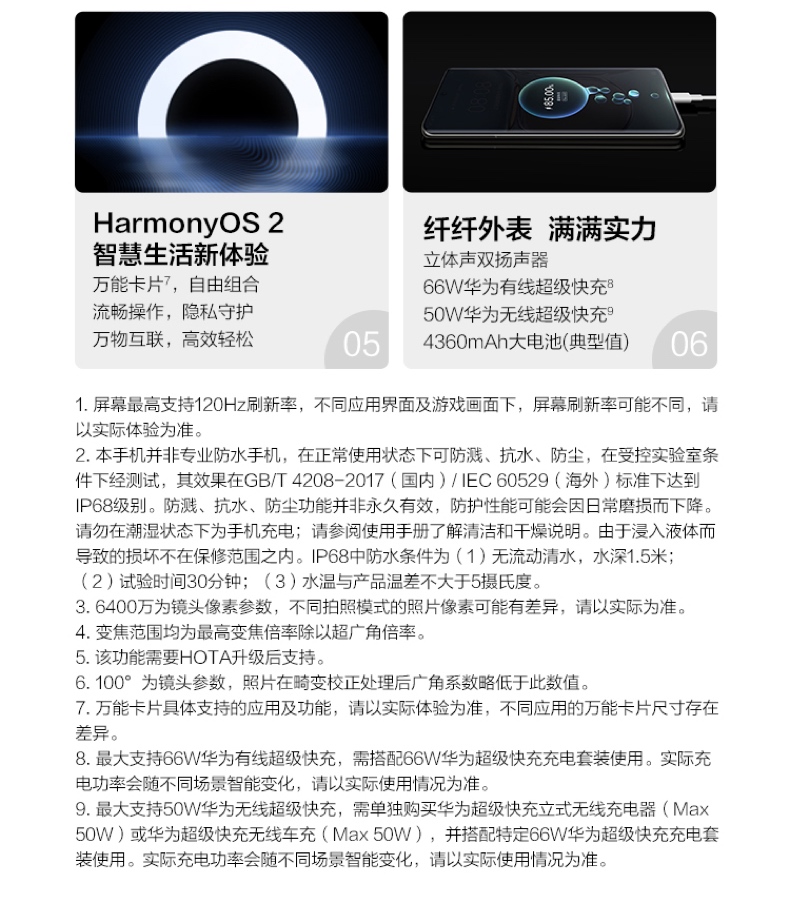 85.00%
HarmonyOS 2
智慧生活新体验
万能卡片7，自由组合
流畅操作，隐私守护
万物互联，高效轻松
05
纤纤外表 满满实力
立体声双扬声器
66W华为有线超级快充8
50W华为无线超级快充9
4360mAh大电池(典型值)
06
1. 屏幕最高支持120Hz刷新率，不同应用界面及游戏画面下，屏幕刷新率可能不同，请
以实际体验为准。
2. 本手机并非专业防水手机，在正常使用状态下可防溅、抗水、防尘，在受控实验室条
件下经测试，其效果在GB/T 4208-2017（国内）/ IEC 60529（海外）标准下达到
IP68级别。防溅、抗水、防尘功能并非永久有效，防护性能可能会因日常磨损而下降。
请勿在潮湿状态下为手机充电；请参阅使用手册了解清洁和干燥说明。由于浸入液体而
导致的损坏不在保修范围之内。IP68中防水条件为（1）无流动清水，水深1.5米；
（2）试验时间30分钟；（3）水温与产品温差不大于5摄氏度。
3. 6400万为镜头像素参数，不同拍照模式的照片像素可能有差异，请以实际为准。
4. 变焦范围均为最高变焦倍率除以超广角倍率。
5. 该功能需要HOTA升级后支持。
6. 100°为镜头参数，照片在畸变校正处理后广角系数略低于此数值。
7. 万能卡片具体支持的应用及功能，请以实际体验为准，不同应用的万能卡片尺寸存在
差异。
8. 最大支持66W华为有线超级快充，需搭配66W华为超级快充充电套装使用。实际充
电功率会随不同场景智能变化，请以实际使用情况为准。
9. 最大支持50W华为无线超级快充，需单独购买华为超级快充立式无线充电器（Max
50W）或华为超级快充无线车充（Max 50W），并搭配特定66W华为超级快充充电套
装使用。实际充电功率会随不同场景智能变化，请以实际使用情况为准。